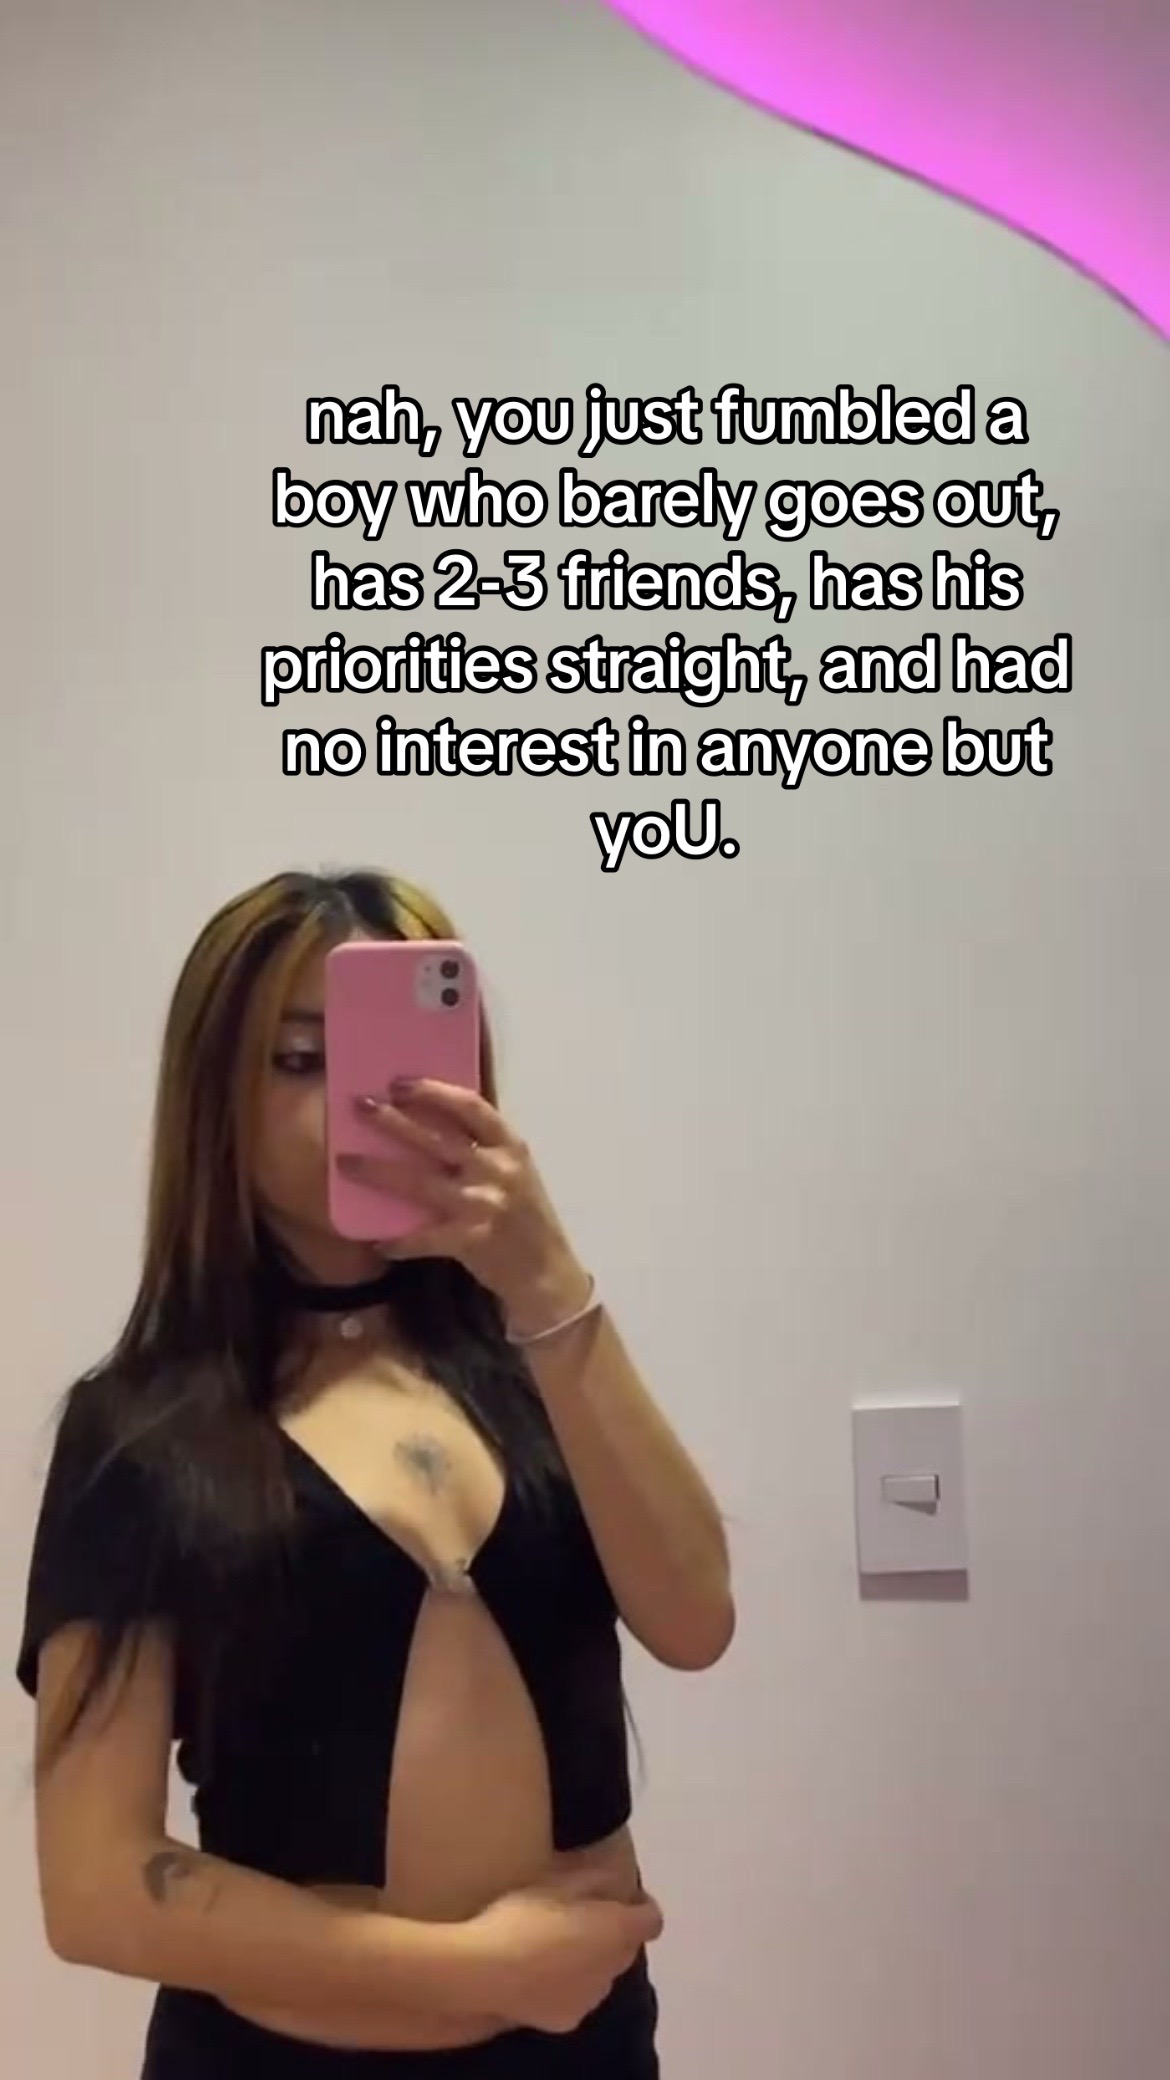 nah, you just fumbled a
boy who barely goes out,
has 2-3 friends, has his
priorities straight, and had
no interest in anyone but
yoU.